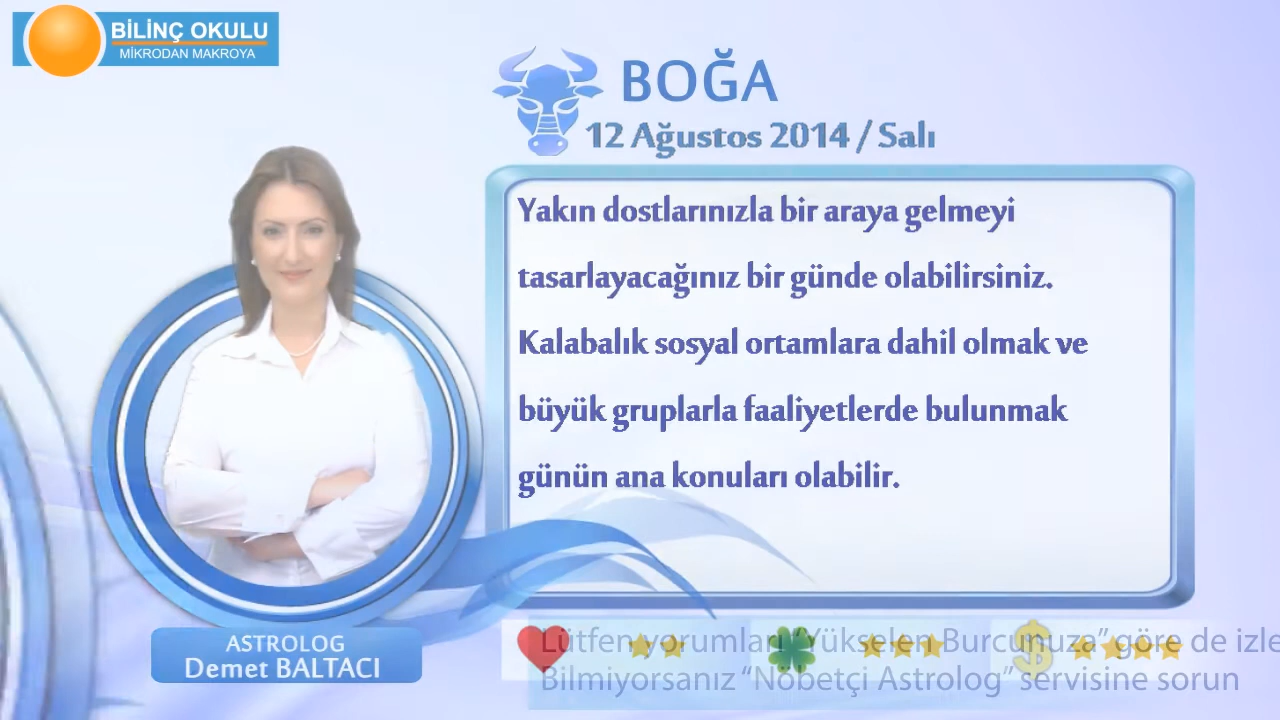 BİLİNÇ OKULU
MİKRODAN MAKROYA
BOĞA
12 Ağustos 2014 / Salı
Yakın dostlarınızla bir araya gelmeyi
tasarlayacağınız bir günde olabilirsiniz.
Kalabalık sosyal ortamlara dahil olmak ve
büyük gruplarla faaliyetlerde bulunmak
günün ana konuları olabilir.
ASTROLOG
Demet BALTACI
Lütfen yorumları "Yükselen Burcunuza" göre de izle
Bilmiyorsanız "Nöbetçi Astrolog" servisine sorun